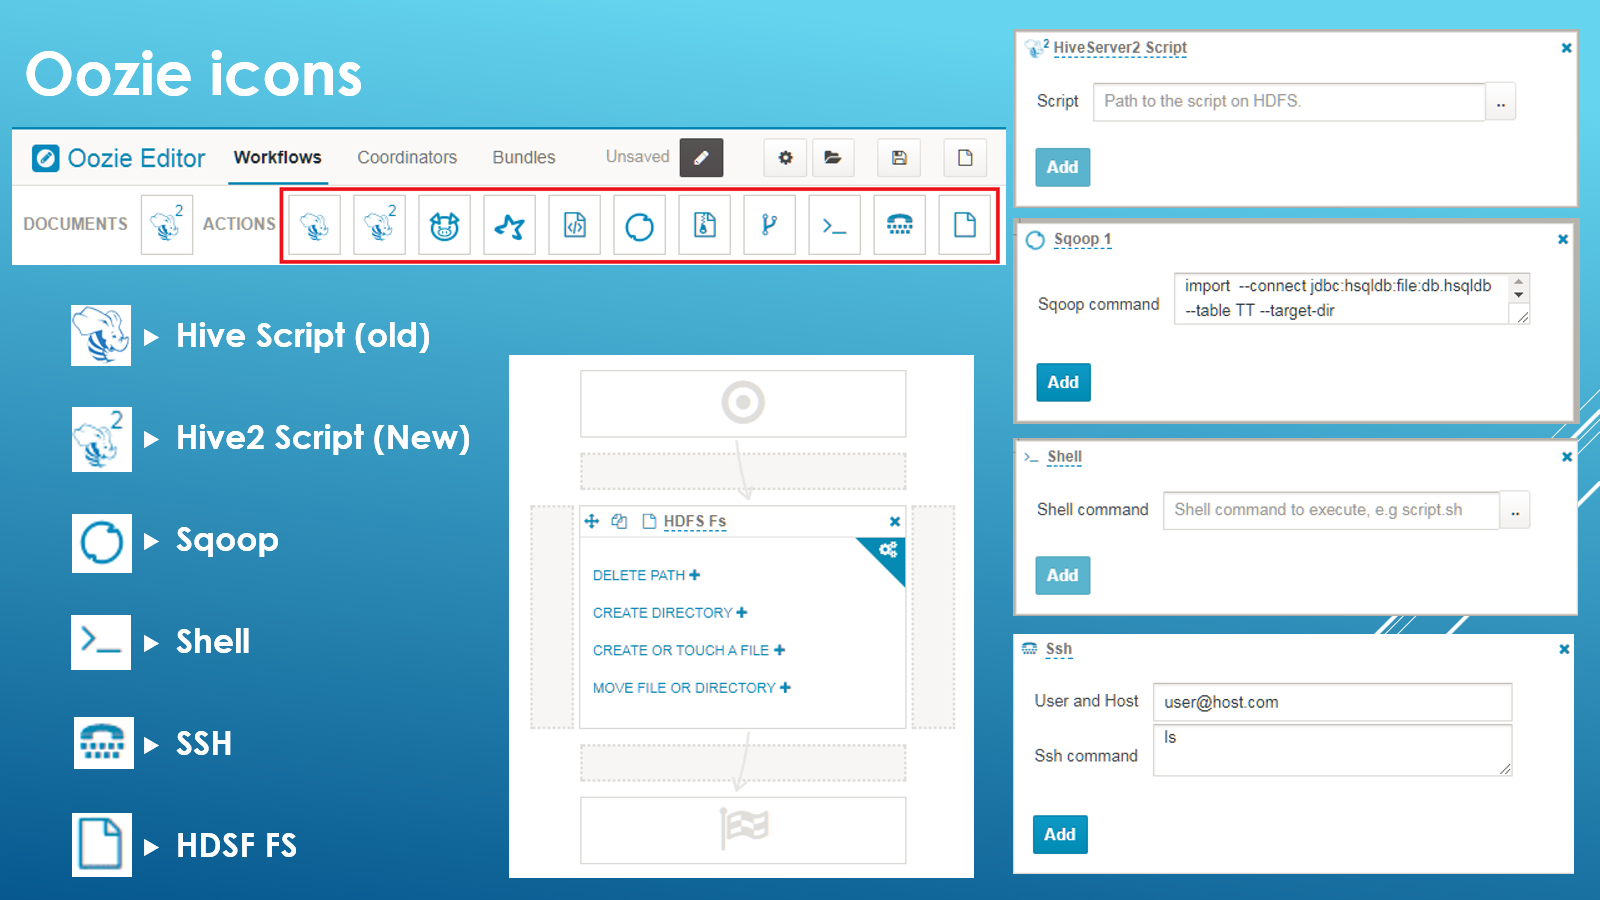 Oozie icons
Oozie Editor Workflows Coordinators Bundles Unsaved
DOCUMENTS 2 ACTIONS 2
Hive Script (old)
2
Hive2 Script (New)
Sqoop
>_ Shell
SSH
HDSF FS
HDFS Fs
DELETE PATH +
CREATE DIRECTORY +
CREATE OR TOUCH A FILE +
MOVE FILE OR DIRECTORY +
2 HiveServer2 Script
Script Path to the script on HDFS. ..
Add
Sqoop 1
Sqoop command import --connect jdbc:hsqldb:file:db.hsqldb
--table TT --target-dir
Add
>_ Shell
Shell command Shell command to execute, e.g script.sh ..
Add
Ssh
User and Host user@host.com
Ssh command ls
Add